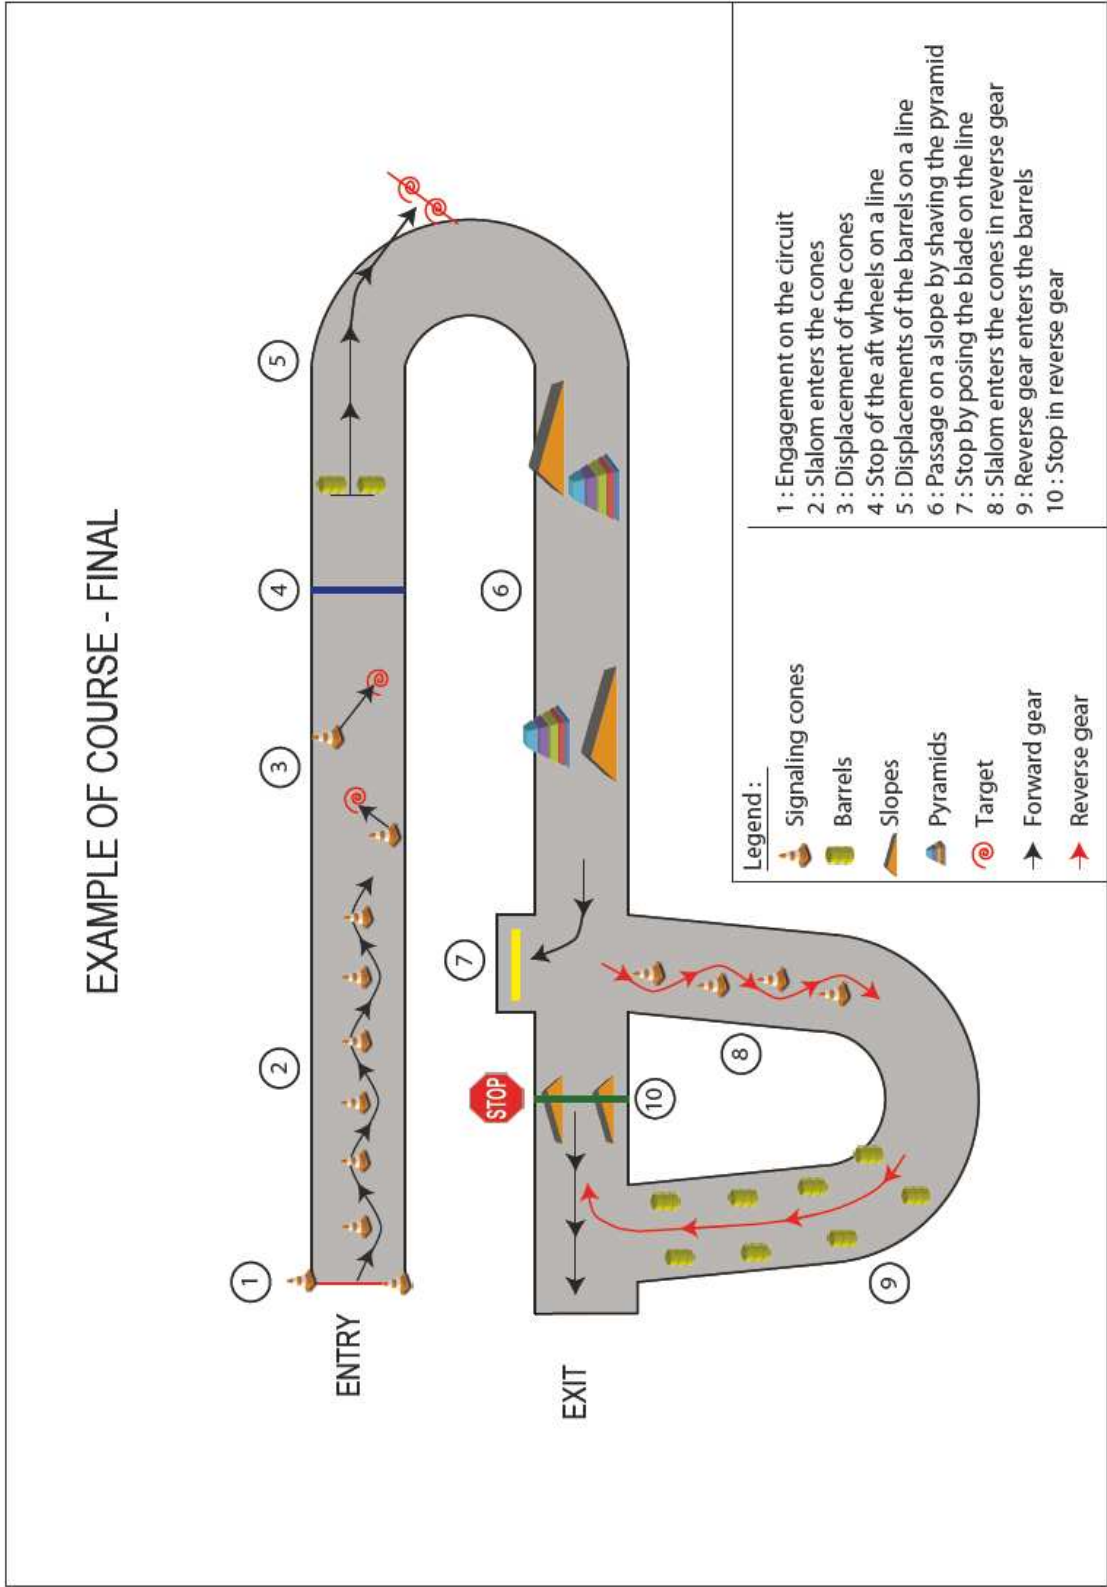 EXAMPLE OF COURSE - FINAL
1
2
3
4
5
ENTRY
6
7
STOP
10
8
9
EXIT
Legend :
Signaling cones
Barrels
Slopes
Pyramids
Target
Forward gear
Reverse gear
1 : Engagement on the circuit
2 : Slalom enters the cones
3 : Displacement of the cones
4 : Stop of the aft wheels on a line
5 : Displacements of the barrels on a line
6 : Passage on a slope by shaving the pyramid
7 : Stop by posing the blade on the line
8 : Slalom enters the cones in reverse gear
9 : Reverse gear enters the barrels
10 : Stop in reverse gear